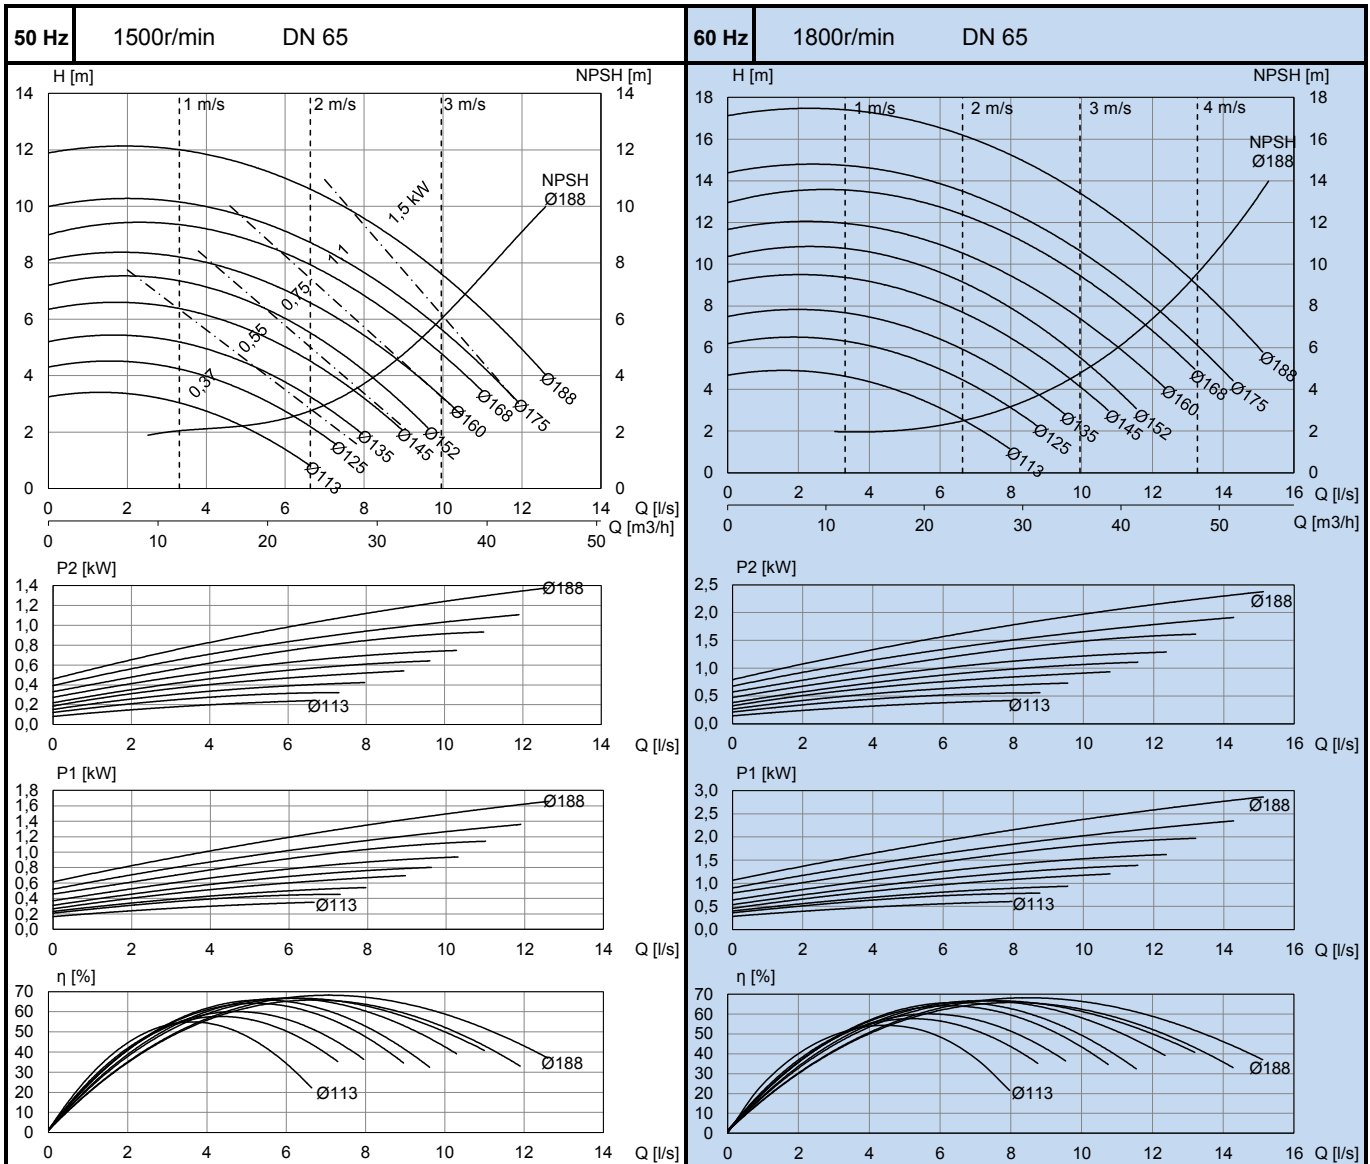 50 Hz 1500r/min DN 65
H [m] NPSH [m]
14 1 m/s 2 m/s 3 m/s 14
12 12
NPSH
Ø188
1,5 kW
10 10
1,1
8 8
0,75
6 6
0,55
4 0,37 4
Ø188
Ø175
Ø168
Ø160
Ø152
Ø145
Ø135
Ø125
Ø113
2 2
0 0
0 2 4 6 8 10 12 14 Q [l/s]
0 10 20 30 40 50 Q [m3/h]
P2 [kW]
1,4 Ø188
1,2
1,0
0,8
0,6
0,4
0,2 Ø113
0,0
0 2 4 6 8 10 12 14 Q [l/s]
P1 [kW]
1,8 Ø188
1,6
1,4
1,2
1,0
0,8
0,6
0,4
0,2 Ø113
0,0
0 2 4 6 8 10 12 14 Q [l/s]
η [%]
70
60
50
40
30 Ø188
20 Ø113
10
0
0 2 4 6 8 10 12 14 Q [l/s]
60 Hz 1800r/min DN 65
H [m] NPSH [m]
18 1 m/s 2 m/s 3 m/s 4 m/s 18
16 16
NPSH
Ø188
14 14
12 12
10 10
8 8
6 6
Ø188
Ø175
Ø168
Ø160
Ø152
Ø145
Ø135
Ø125
Ø113
4 4
2 2
0 0
0 2 4 6 8 10 12 14 16 Q [l/s]
0 10 20 30 40 50 Q [m3/h]
P2 [kW]
2,5
2,0 Ø188
1,5
1,0
0,5 Ø113
0,0
0 2 4 6 8 10 12 14 16 Q [l/s]
P1 [kW]
3,0
2,5 Ø188
2,0
1,5
1,0
0,5 Ø113
0,0
0 2 4 6 8 10 12 14 16 Q [l/s]
η [%]
70
60
50
40
30 Ø188
20 Ø113
10
0
0 2 4 6 8 10 12 14 16 Q [l/s]